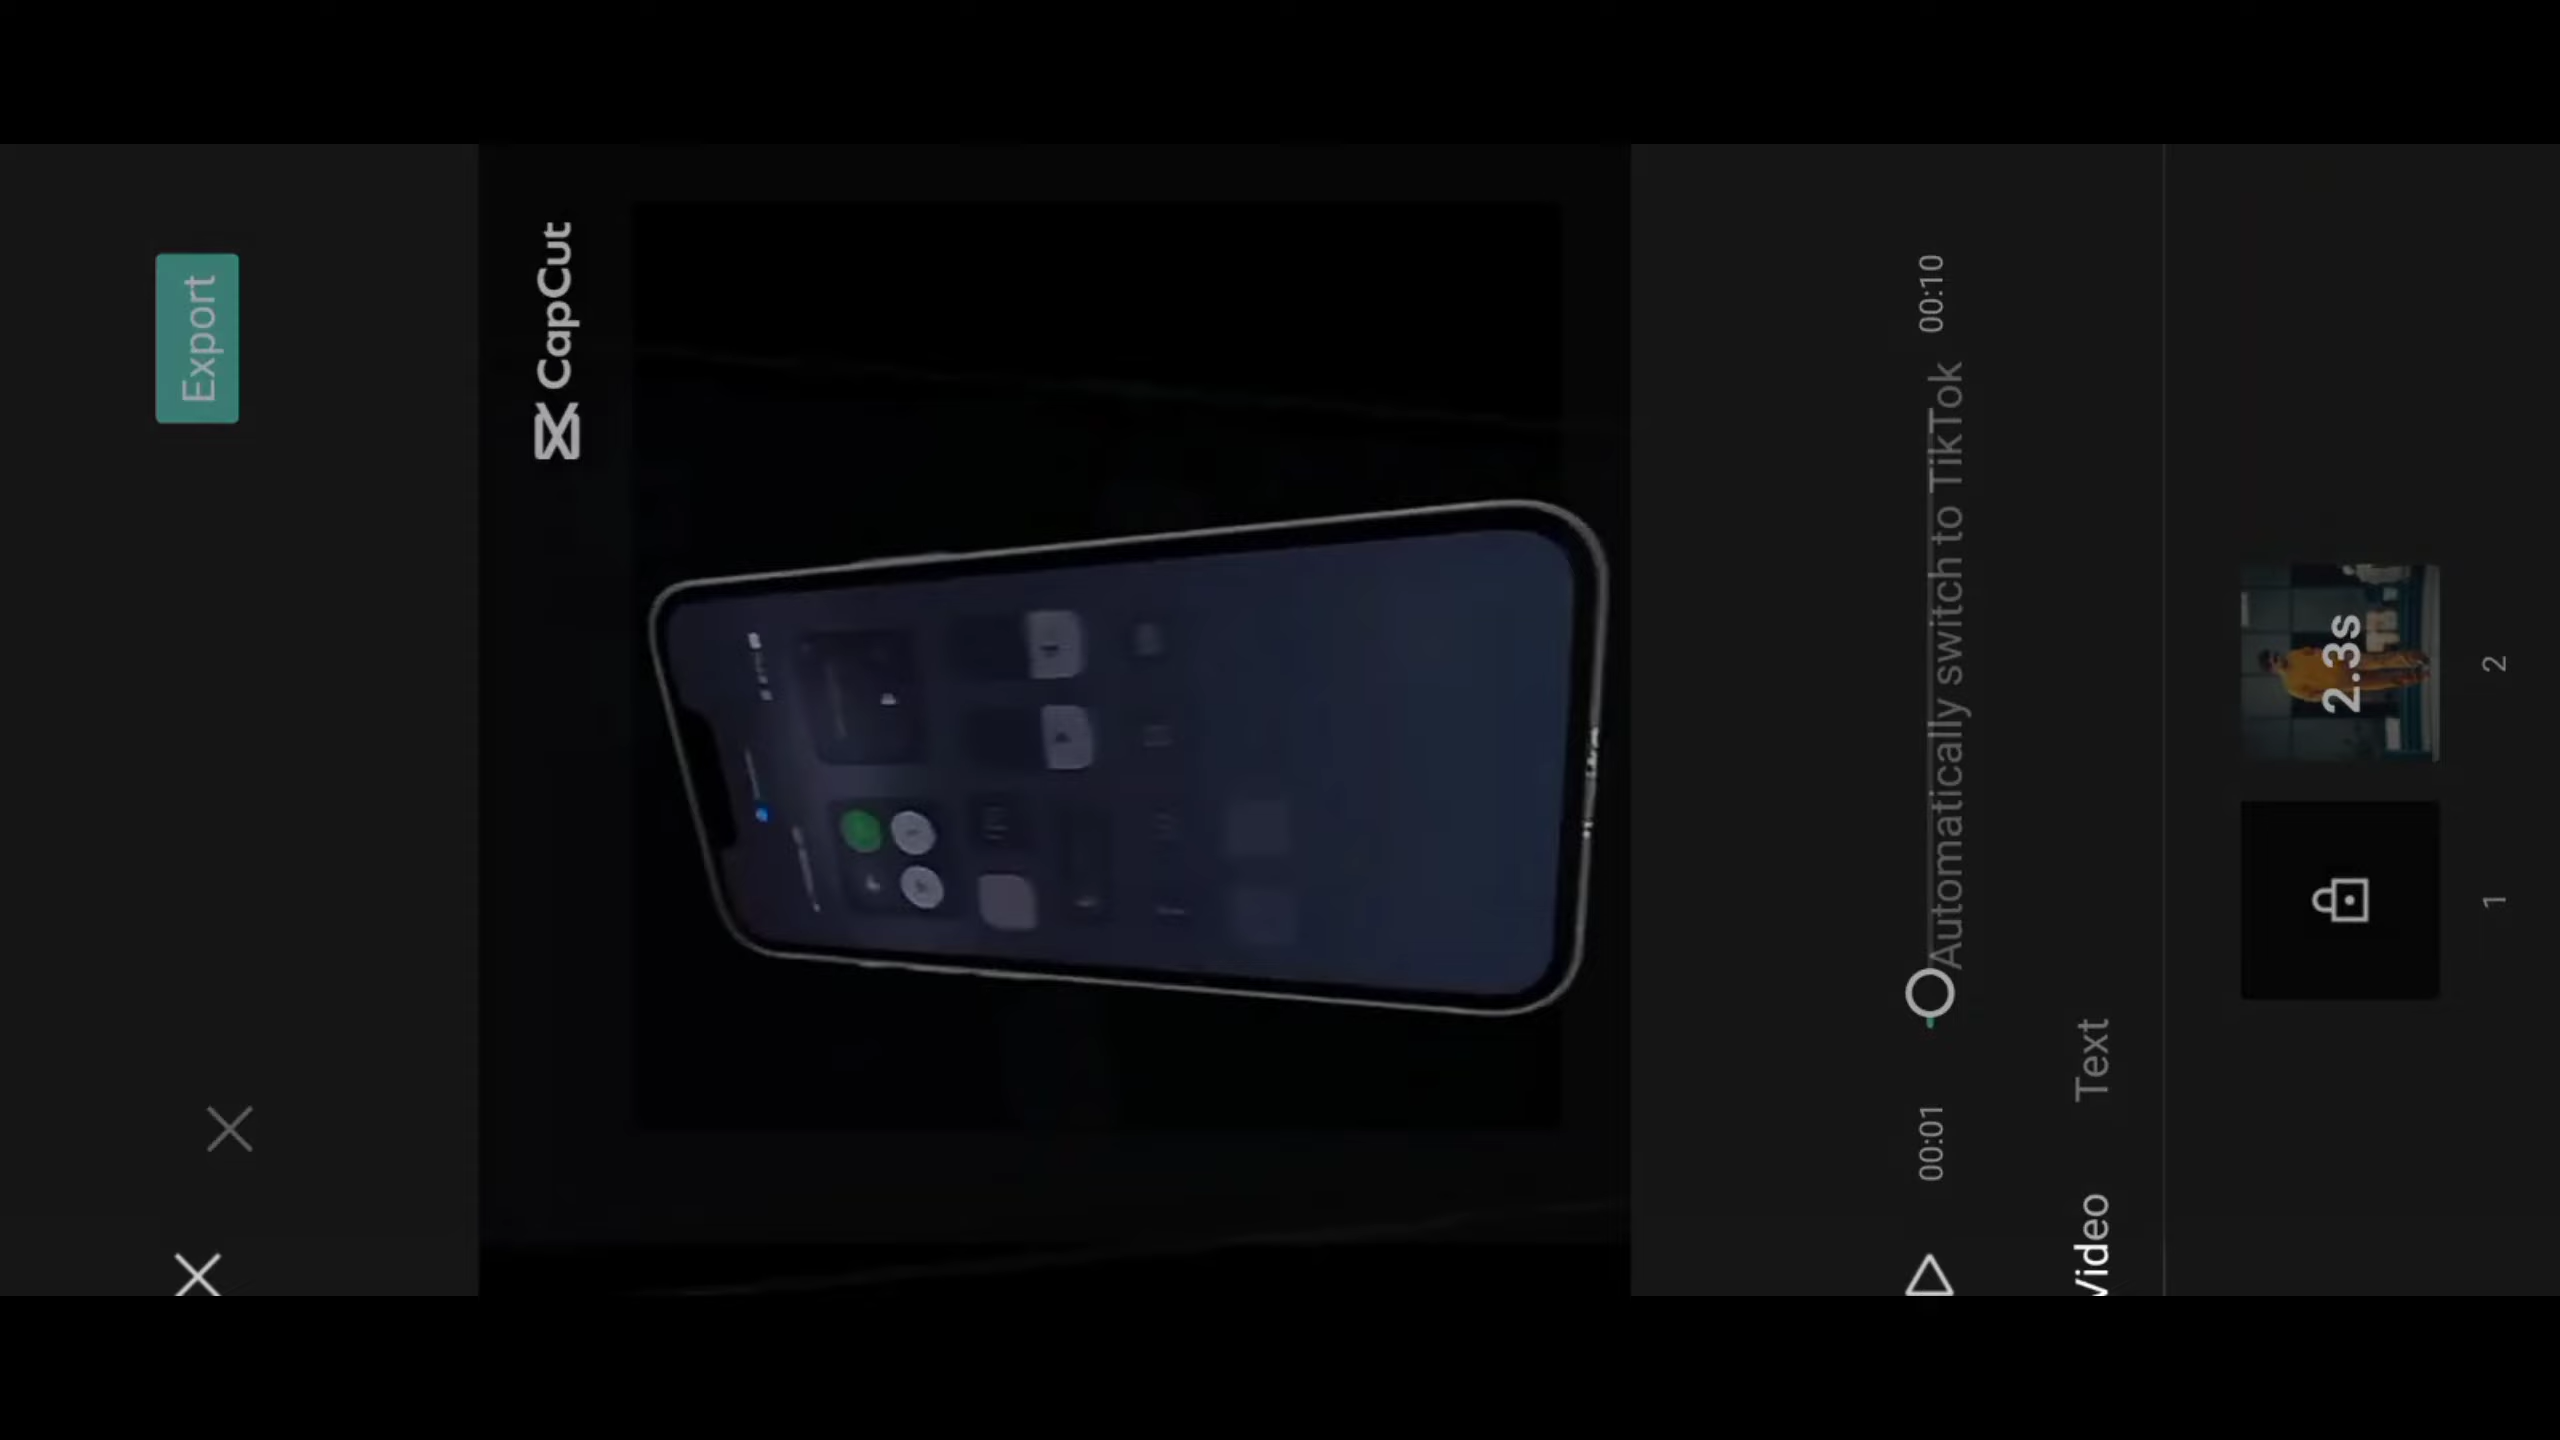 Export
CapCut
00:01
00:10
Automatically switch to TikTok
Video
Text
2.3s
1
2